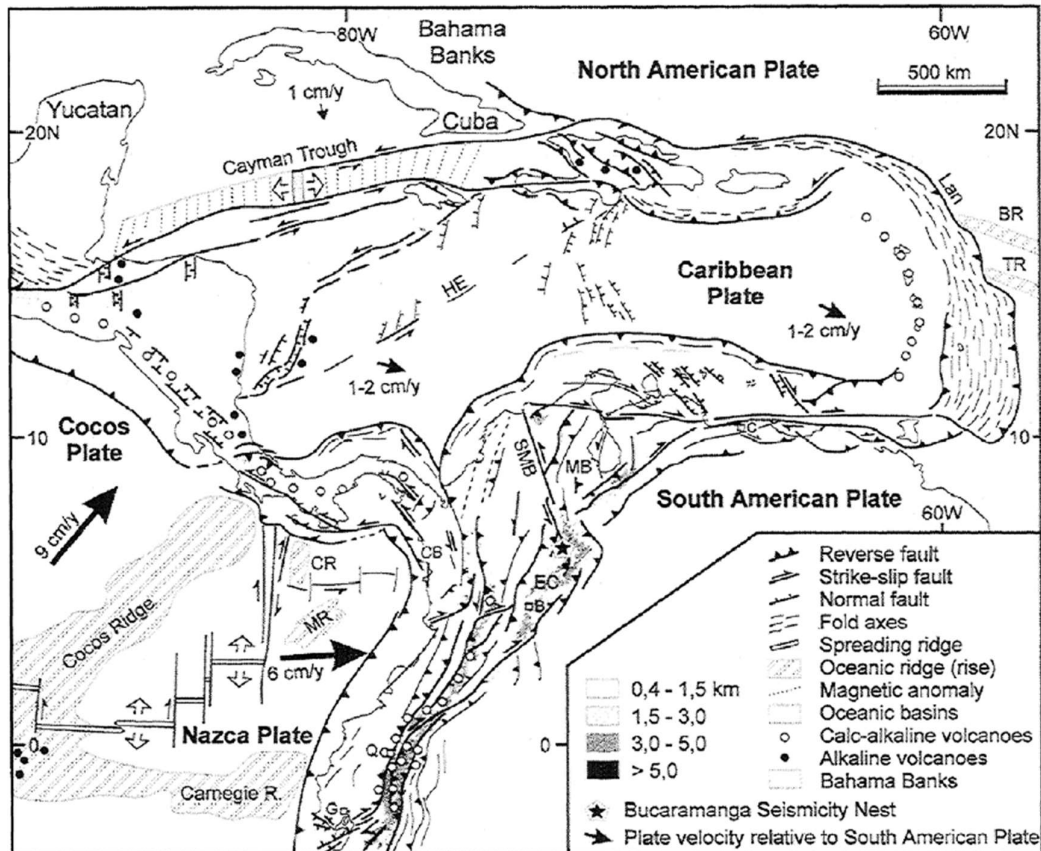 80W
60W
Bahama
Banks
North American Plate
500 km
Yucatan
1 cm/y
Cuba
20N
20N
Cayman Trough
Lan
BR
TR
HE
Caribbean
Plate
1-2 cm/y
1-2 cm/y
Cocos
Plate
10
10
SMB
MB
C
South American Plate
60W
9 cm/y
CR
CB
EC
B
MR
Cocos Ridge
6 cm/y
Nazca Plate
0
0
Carnegie R.
G
80W
Reverse fault
Strike-slip fault
Normal fault
Fold axes
Spreading ridge
Oceanic ridge (rise)
Magnetic anomaly
Oceanic basins
Calc-alkaline volcanoes
Alkaline volcanoes
Bahama Banks
0,4 - 1,5 km
1,5 - 3,0
3,0 - 5,0
> 5,0
Bucaramanga Seismicity Nest
Plate velocity relative to South American Plate